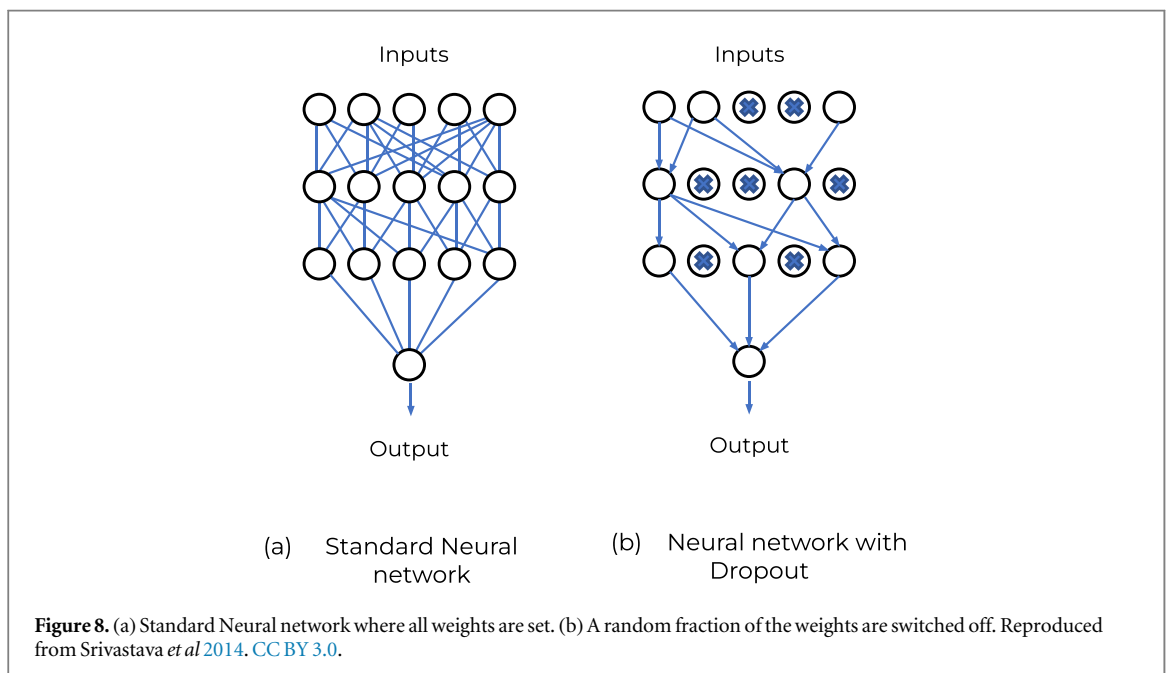 Inputs
Inputs
Output
Output
(a) Standard Neural
network
(b) Neural network with
Dropout
Figure 8. (a) Standard Neural network where all weights are set. (b) A random fraction of the weights are switched off. Reproduced
from Srivastava et al 2014. CC BY 3.0.